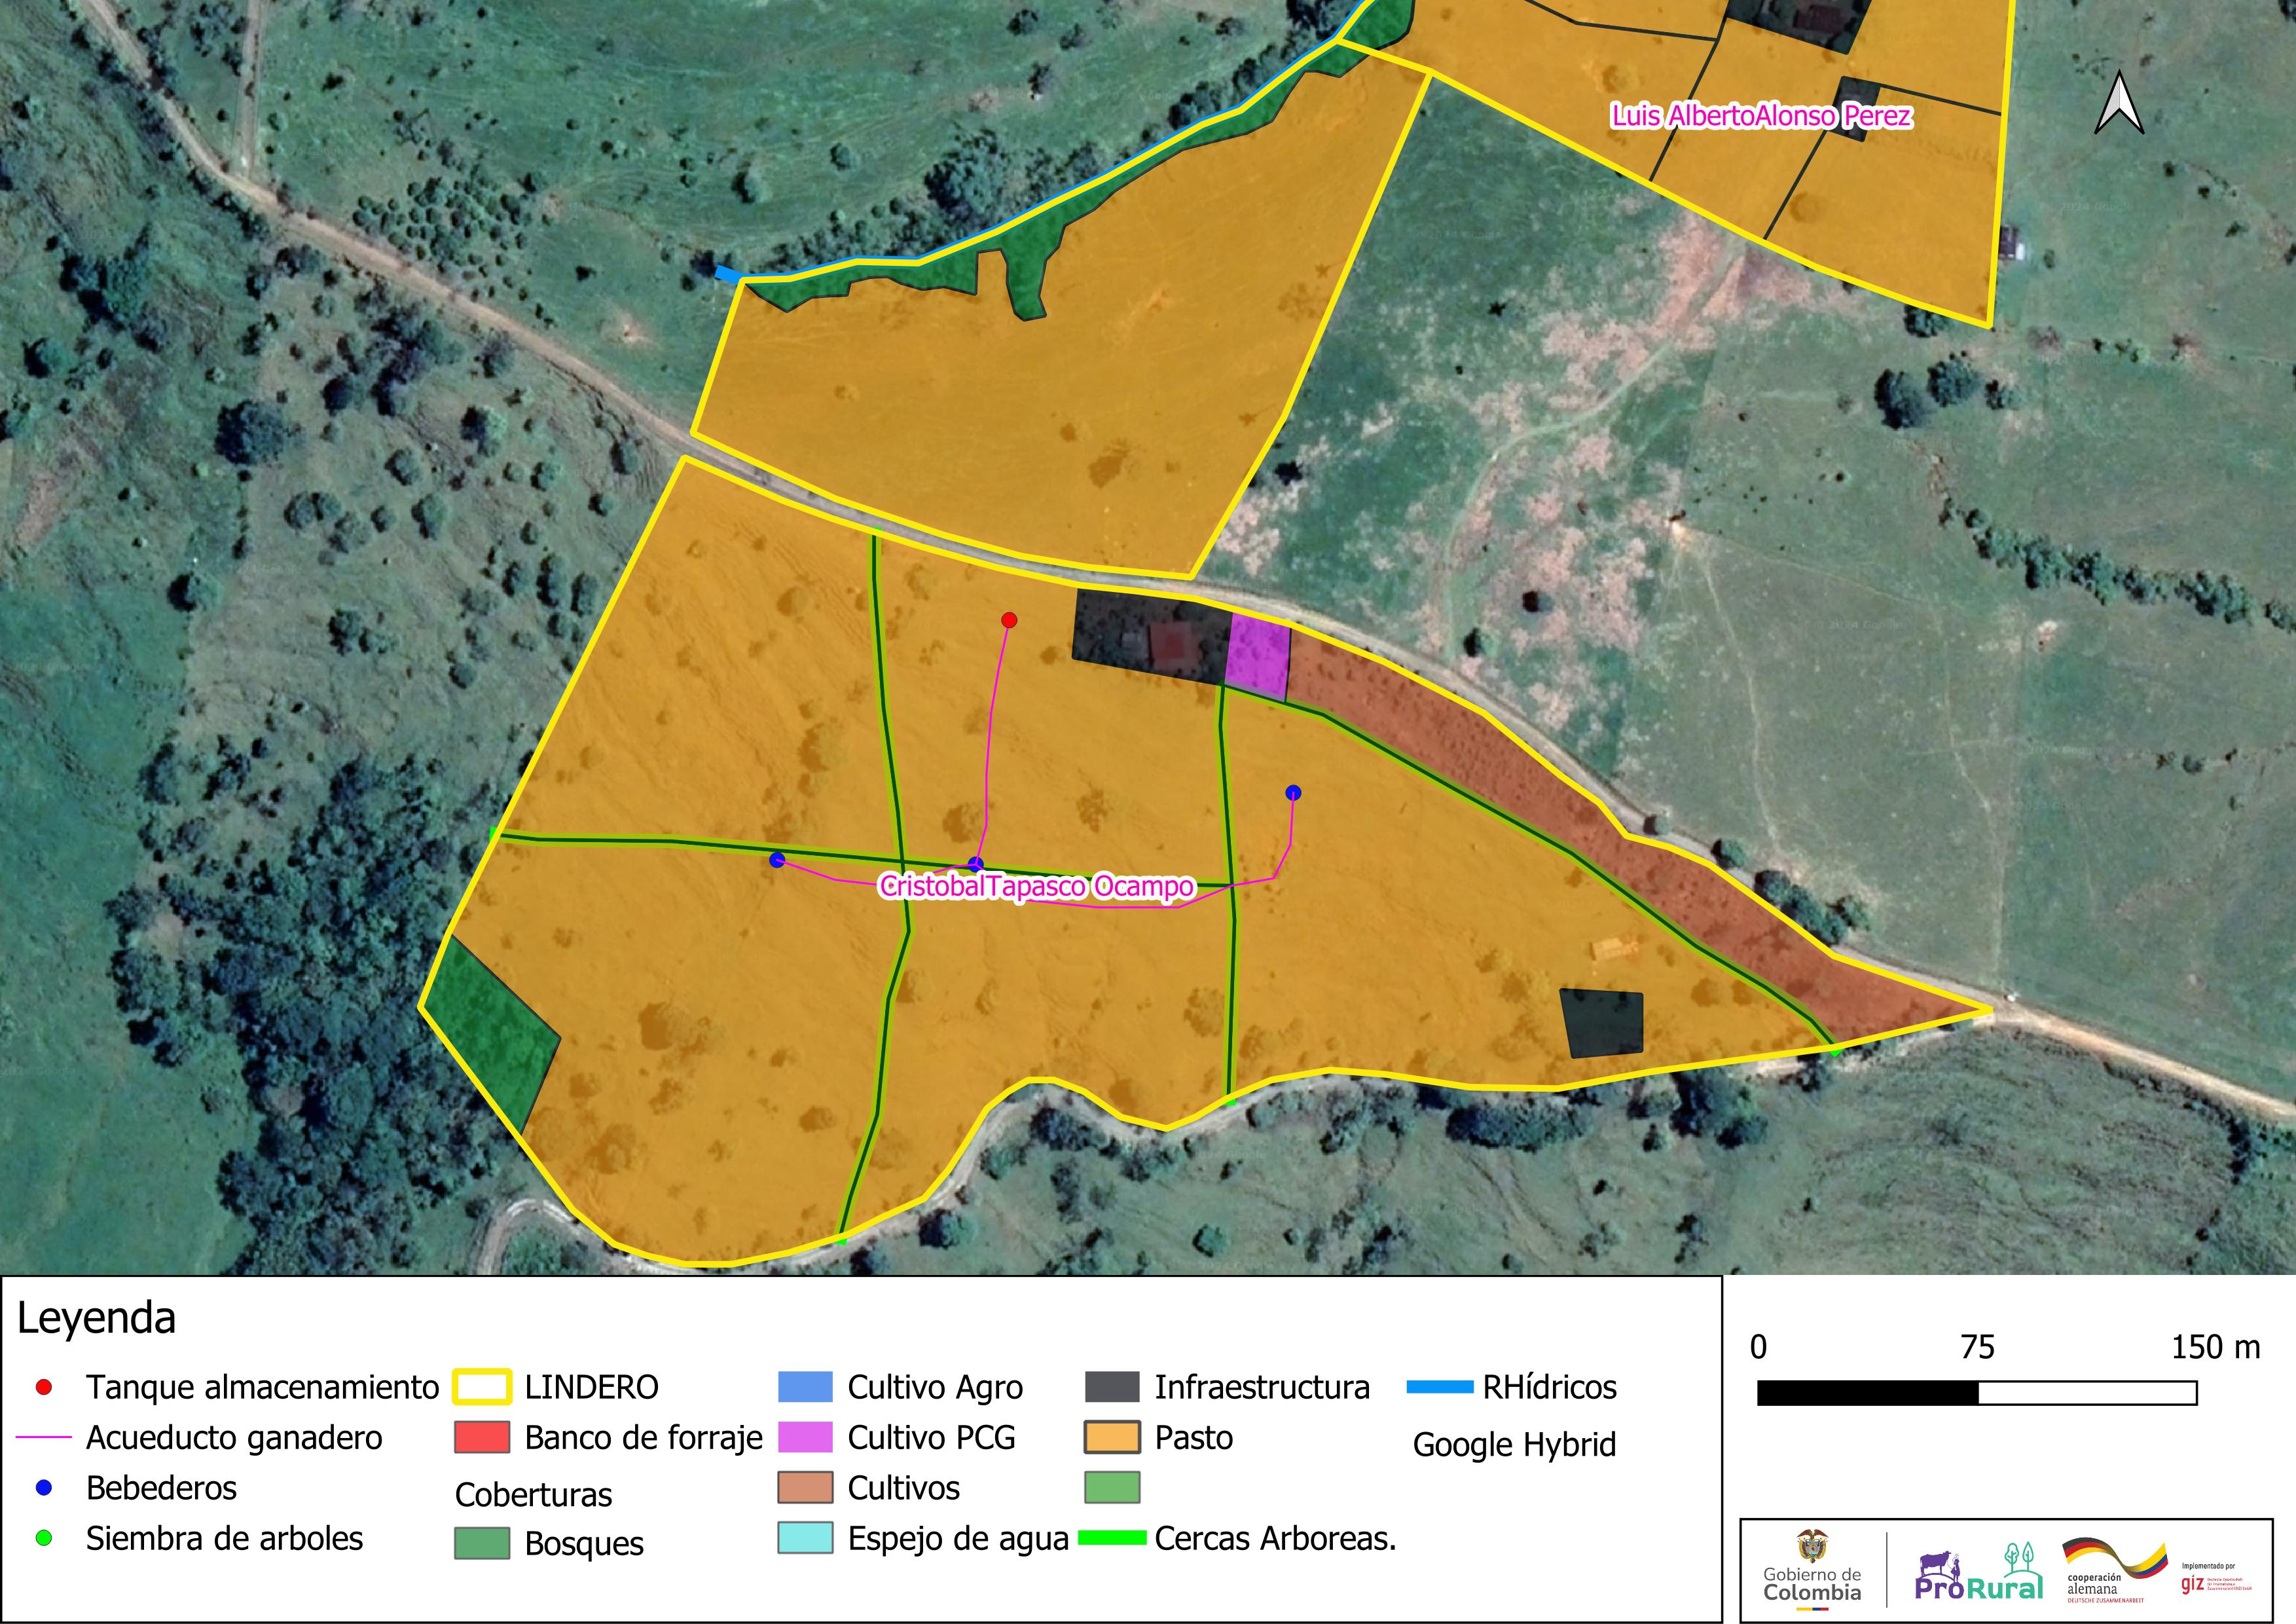 Luis AlbertoAlonso Perez
CristobalTapasco Ocampo
Leyenda
Tanque almacenamiento
Acueducto ganadero
Bebederos
Siembra de arboles
LINDERO
Banco de forraje
Coberturas
Bosques
Cultivo Agro
Cultivo PCG
Cultivos
Espejo de agua
Infraestructura
Pasto
Cercas Arboreas.
RHídricos
Google Hybrid
0 75 150 m
Gobierno de
Colombia
ProRural
cooperación
alemana
DEUTSCHE ZUSAMMENARBEIT
Implementado por
giz